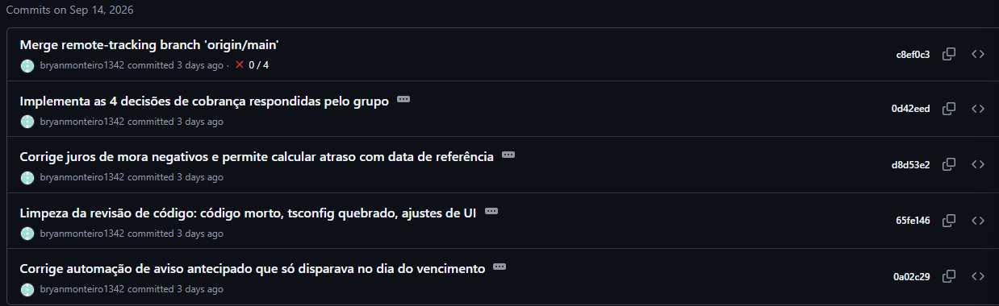 Commits on Sep 14, 2026
Merge remote-tracking branch 'origin/main'
bryanmonteiro1342 committed 3 days ago · 0 / 4
c8ef0c3
Implementa as 4 decisões de cobrança respondidas pelo grupo
bryanmonteiro1342 committed 3 days ago
0d42eed
Corrige juros de mora negativos e permite calcular atraso com data de referência
bryanmonteiro1342 committed 3 days ago
d8d53e2
Limpeza da revisão de código: código morto, tsconfig quebrado, ajustes de UI
bryanmonteiro1342 committed 3 days ago
65fe146
Corrige automação de aviso antecipado que só disparava no dia do vencimento
bryanmonteiro1342 committed 3 days ago
0a02c29